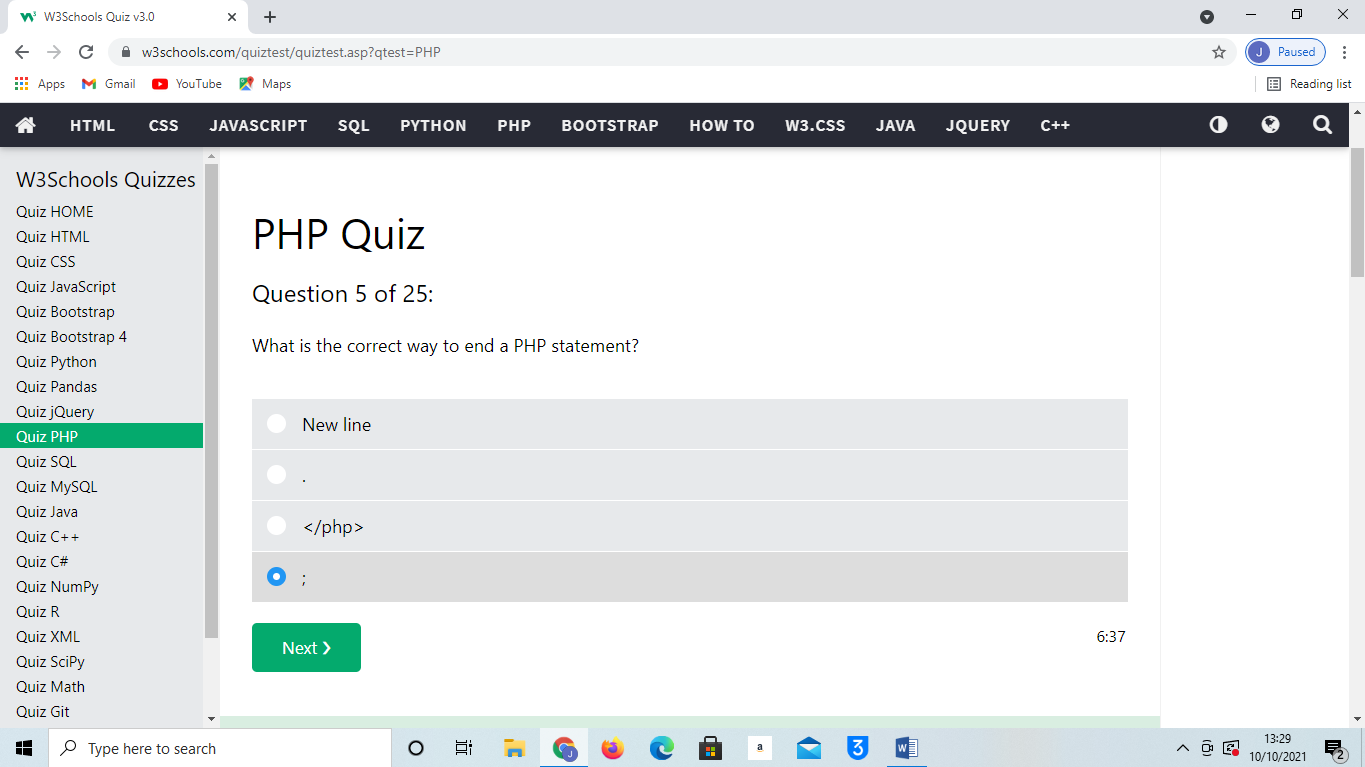 W3Schools Quiz v3.0
w3schools.com/quiztest/quiztest.asp?qtest=PHP
J Paused
Apps Gmail YouTube Maps Reading list
HTML CSS JAVASCRIPT SQL PYTHON PHP BOOTSTRAP HOW TO W3.CSS JAVA JQUERY C++
W3Schools Quizzes
Quiz HOME
Quiz HTML
Quiz CSS
Quiz JavaScript
Quiz Bootstrap
Quiz Bootstrap 4
Quiz Python
Quiz Pandas
Quiz jQuery
Quiz PHP
Quiz SQL
Quiz MySQL
Quiz Java
Quiz C++
Quiz C#
Quiz NumPy
Quiz R
Quiz XML
Quiz SciPy
Quiz Math
Quiz Git
PHP Quiz
Question 5 of 25:
What is the correct way to end a PHP statement?
New line
.
</php>
;
Next ❯
6:37
Type here to search
13:29
10/10/2021
2